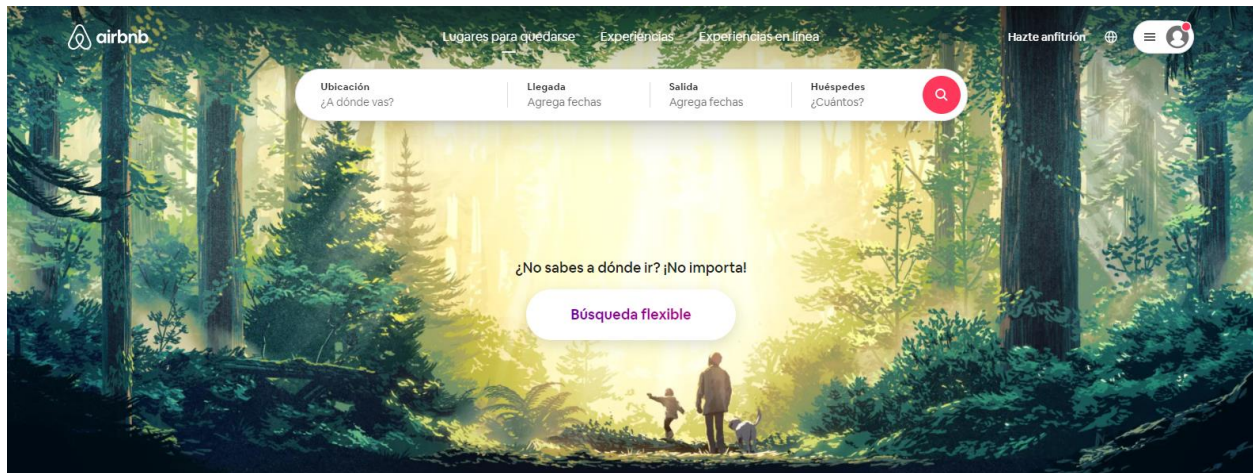 airbnb
Lugares para quedarse Experiencias Experiencias en línea
Hazte anfitrión
Ubicación
¿A dónde vas?
Llegada
Agrega fechas
Salida
Agrega fechas
Huéspedes
¿Cuántos?
¿No sabes a dónde ir? ¡No importa!
Búsqueda flexible